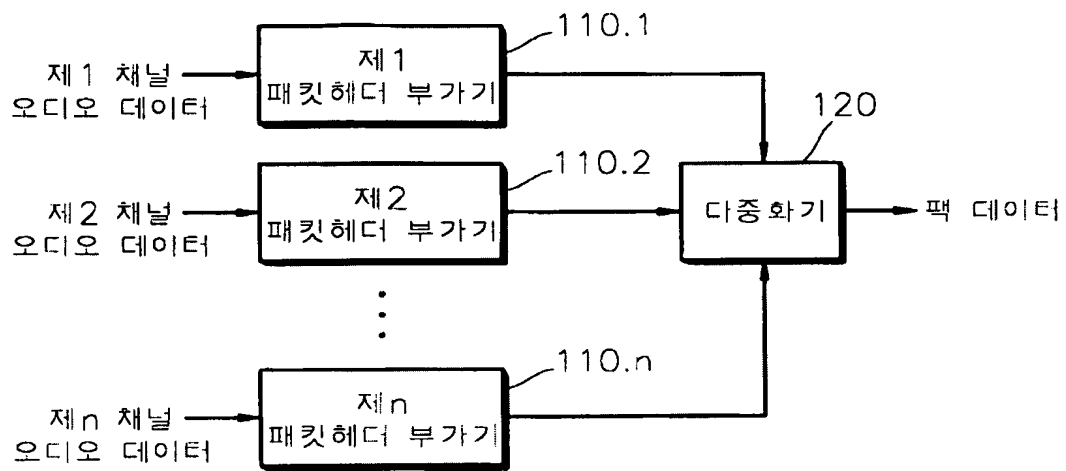 110.1
제1 채널
오디오 데이터
제1
패킷헤더 부가기
120
110.2
제2 채널
오디오 데이터
제2
패킷헤더 부가기
다중화기
팩 데이터
110.n
제n 채널
오디오 데이터
제n
패킷헤더 부가기